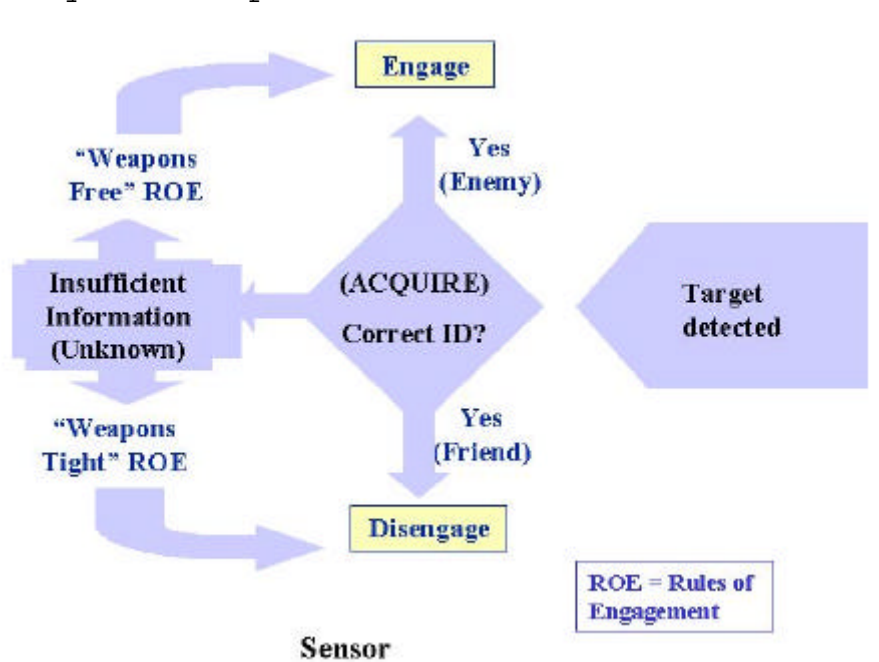 Engage
“Weapons
Free” ROE
Yes
(Enemy)
Insufficient
Information
(Unknown)
(ACQUIRE)
Correct ID?
Target
detected
“Weapons
Tight” ROE
Yes
(Friend)
Disengage
ROE = Rules of
Engagement
Sensor